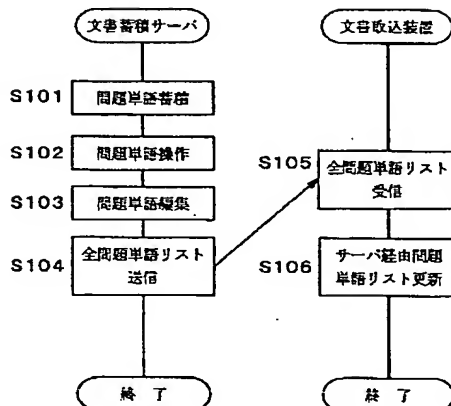 文書蓄積サーバ
S101
問題単語蓄積
S102
問題単語操作
S103
問題単語編集
S104
全問題単語リスト
送信
終 了
文書取込装置
S105
全問題単語リスト
受信
S106
サーバ経由問題
単語リスト更新
終 了